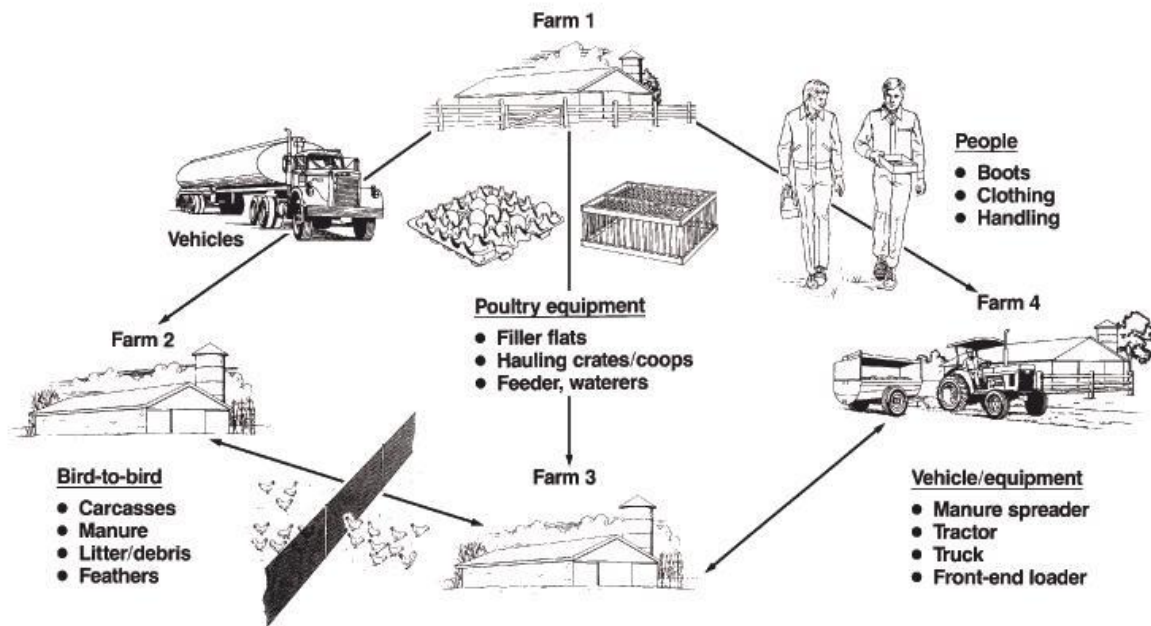 Farm 1
Vehicles
People
● Boots
● Clothing
● Handling
Poultry equipment
● Filler flats
● Hauling crates/coops
● Feeder, waterers
Farm 2
Farm 4
Bird-to-bird
● Carcasses
● Manure
● Litter/debris
● Feathers
Farm 3
Vehicle/equipment
● Manure spreader
● Tractor
● Truck
● Front-end loader